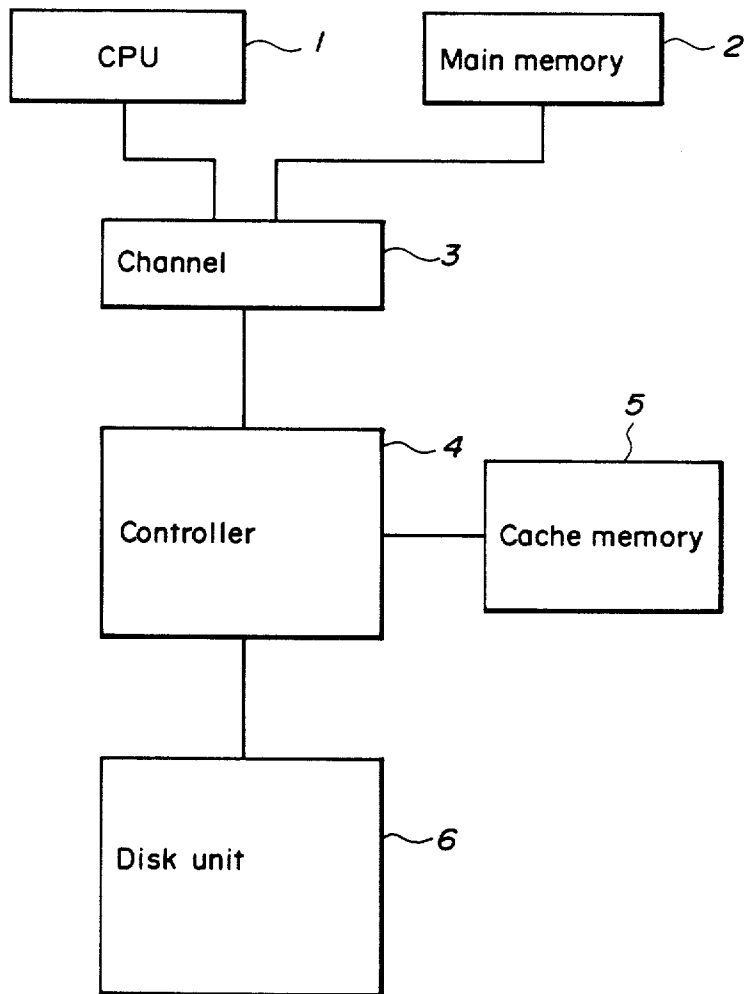 CPU
1
Main memory
2
Channel
3
Controller
4
5
Cache memory
Disk unit
6